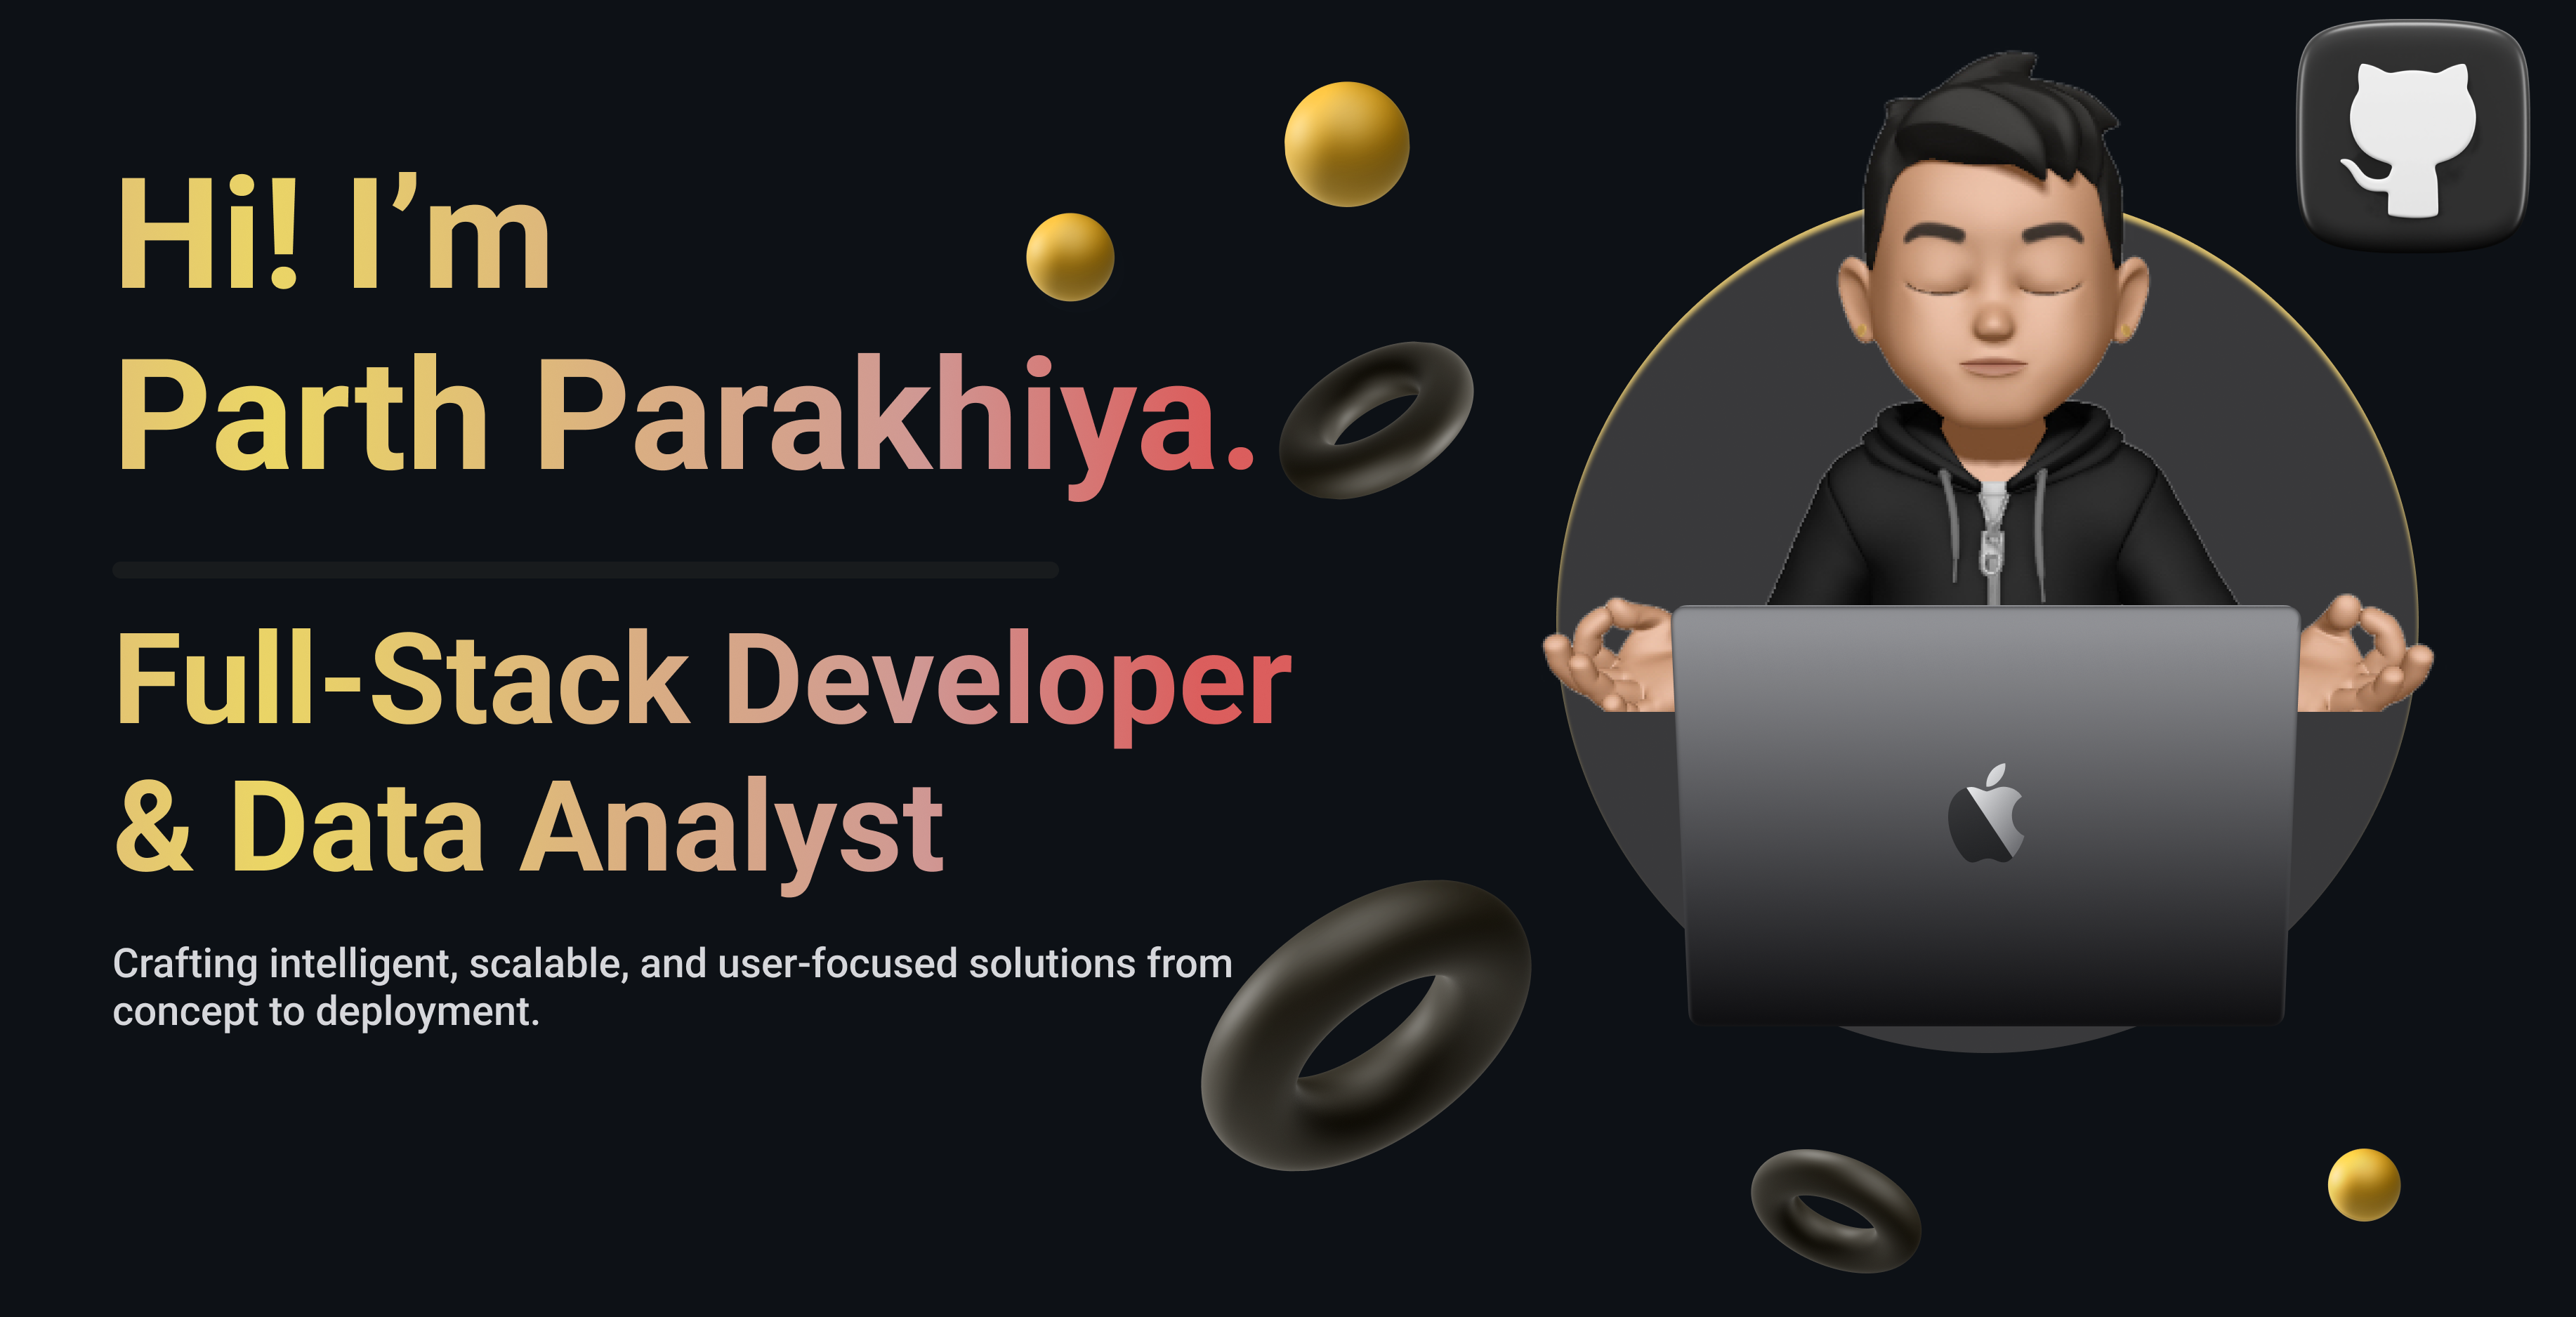 Hi! I’m
Parth Parakhiya.
Full-Stack Developer
& Data Analyst
Crafting intelligent, scalable, and user-focused solutions from
concept to deployment.